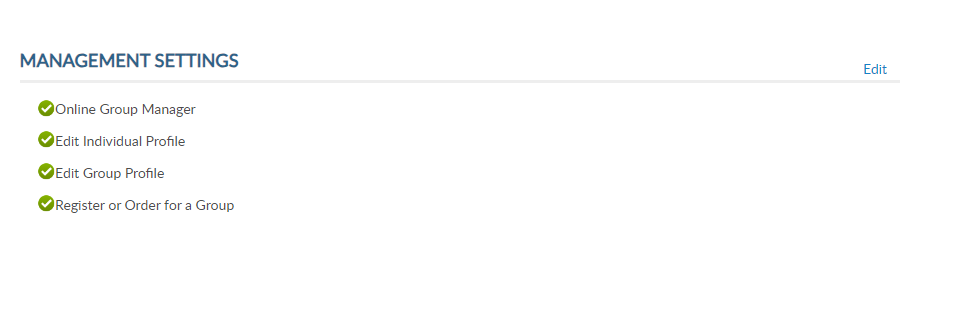 MANAGEMENT SETTINGS
Edit
Online Group Manager
Edit Individual Profile
Edit Group Profile
Register or Order for a Group